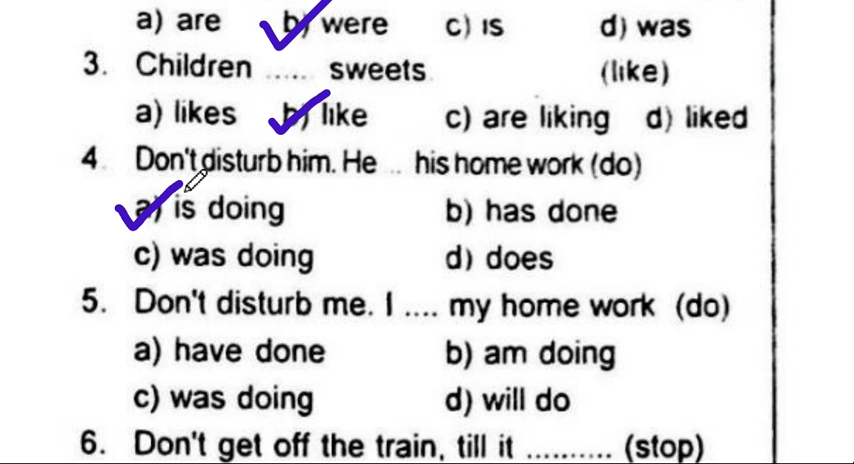 a) are b) were c) is d) was
3. Children ..... sweets (like)
a) likes b) like c) are liking d) liked
4 Don't disturb him. He .. his home work (do)
a) is doing b) has done
c) was doing d) does
5. Don't disturb me. I .... my home work (do)
a) have done b) am doing
c) was doing d) will do
6. Don't get off the train, till it .......... (stop)